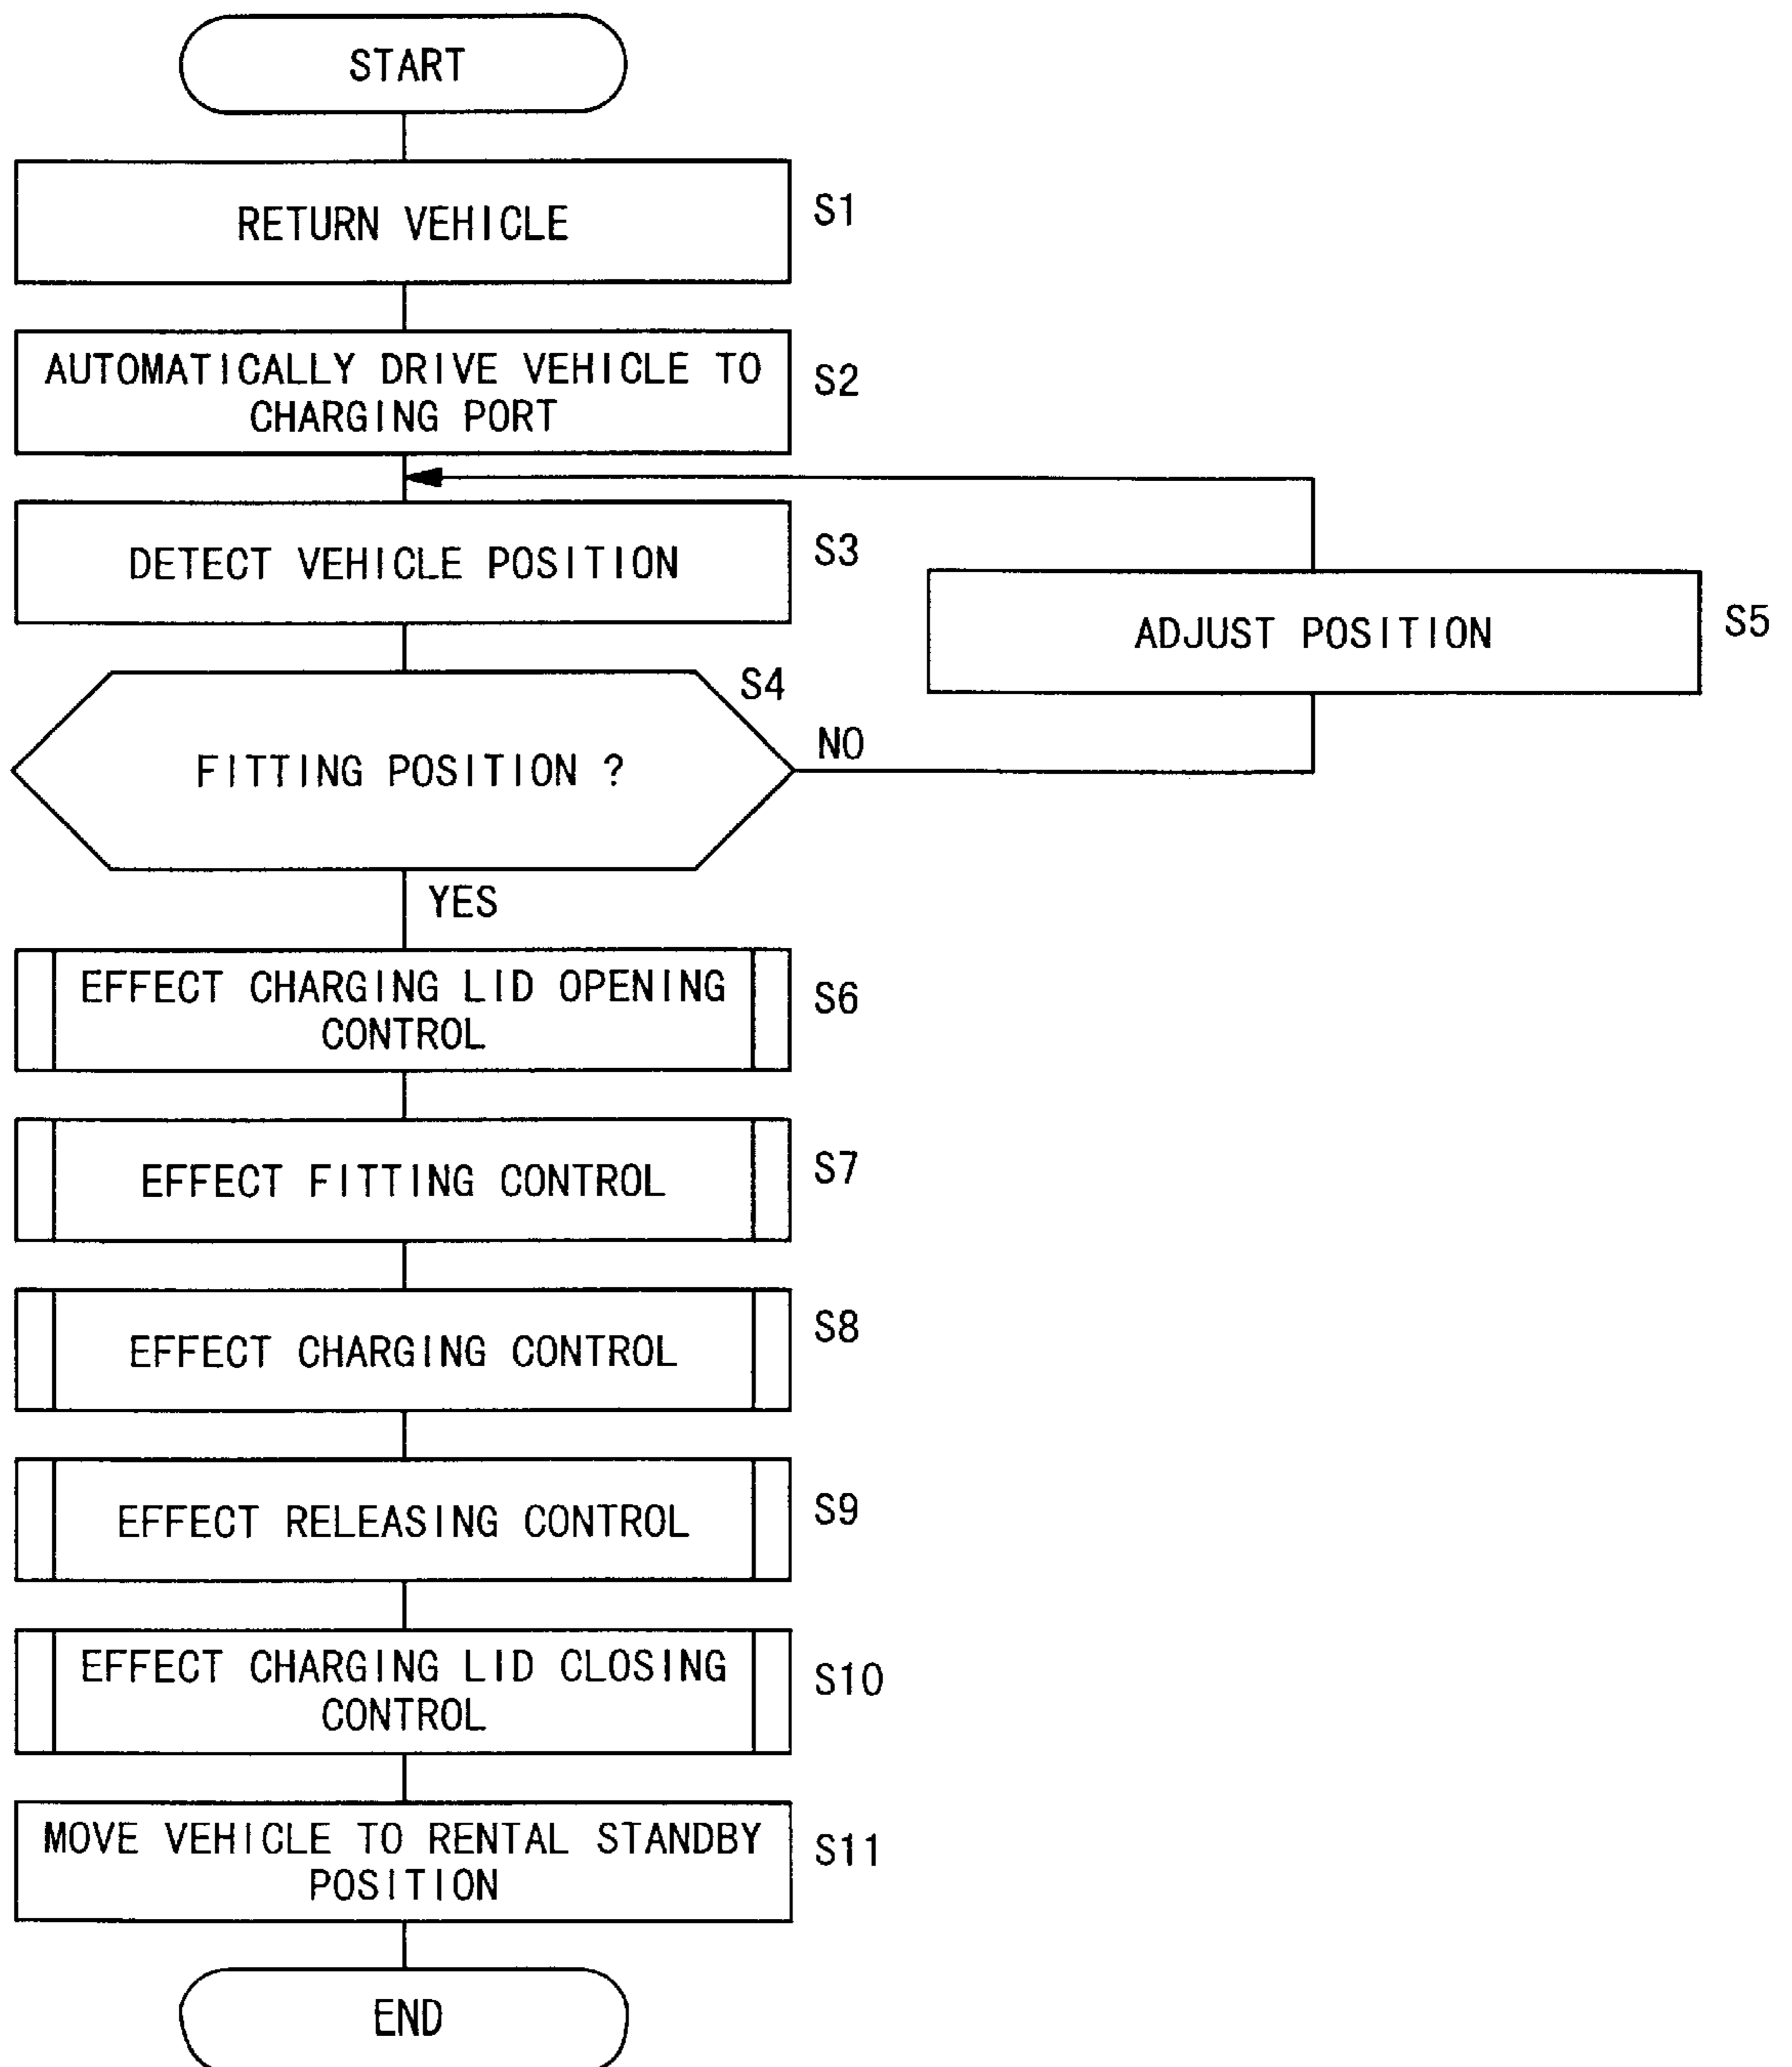 START
RETURN VEHICLE
S1
AUTOMATICALLY DRIVE VEHICLE TO
CHARGING PORT
S2
DETECT VEHICLE POSITION
S3
ADJUST POSITION
S5
S4
FITTING POSITION ?
NO
YES
EFFECT CHARGING LID OPENING
CONTROL
S6
EFFECT FITTING CONTROL
S7
EFFECT CHARGING CONTROL
S8
EFFECT RELEASING CONTROL
S9
EFFECT CHARGING LID CLOSING
CONTROL
S10
MOVE VEHICLE TO RENTAL STANDBY
POSITION
S11
END